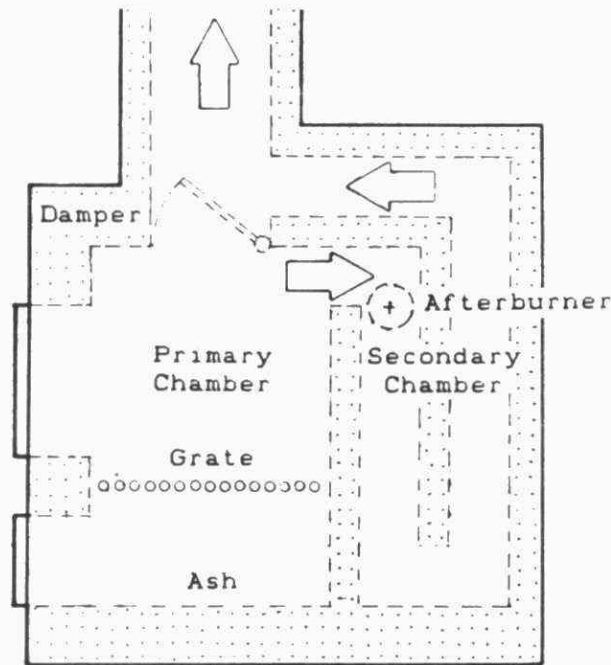 Damper
Afterburner
Primary
Chamber
Secondary
Chamber
Grate
Ash